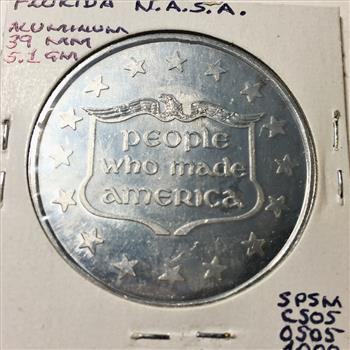 FLORIDA N.A.S.A.
ALUMINUM
39 MM
5.1 GM
people
who made
america
SPSM
CS05
OS05